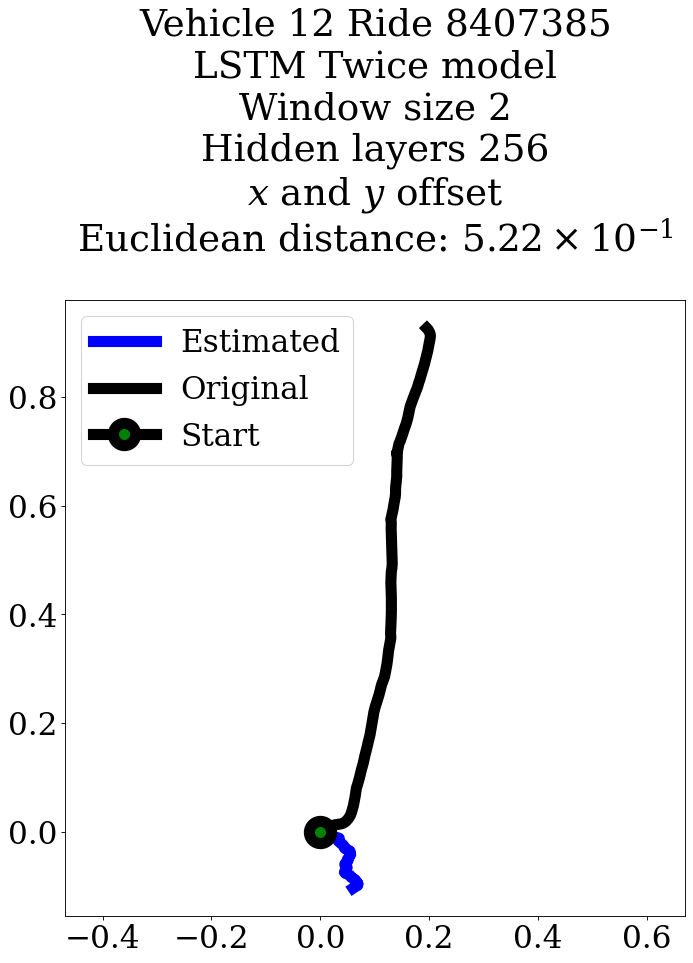 Vehicle 12 Ride 8407385
LSTM Twice model
Window size 2
Hidden layers 256
x and y offset
Euclidean distance: 5.22 × 10⁻¹
Estimated
Original
Start
0.8
0.6
0.4
0.2
0.0
−0.4 −0.2 0.0 0.2 0.4 0.6